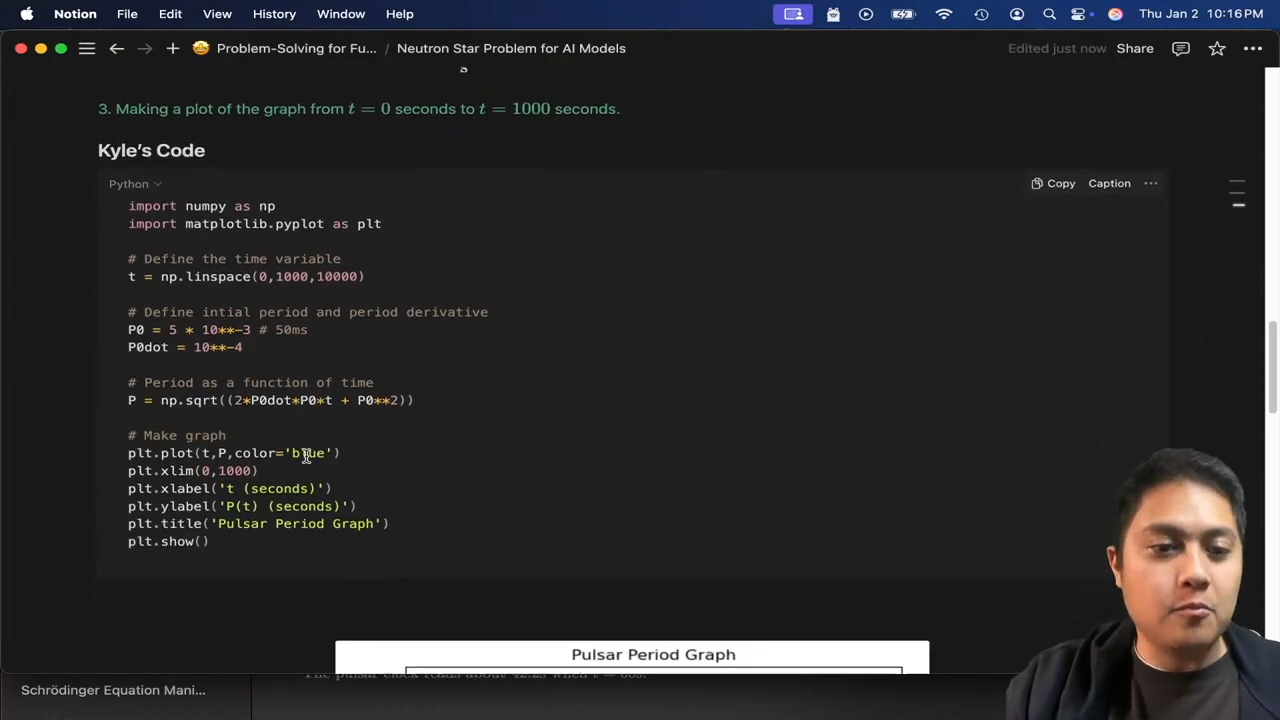 Notion File Edit View History Window Help Thu Jan 2 10:16 PM
🤩 Problem-Solving for Fu... / Neutron Star Problem for AI Models Edited just now Share
3. Making a plot of the graph from t = 0 seconds to t = 1000 seconds.
Kyle's Code
Python Copy Caption
import numpy as np
import matplotlib.pyplot as plt
# Define the time variable
t = np.linspace(0,1000,10000)
# Define intial period and period derivative
P0 = 5 * 10**-3 # 50ms
P0dot = 10**-4
# Period as a function of time
P = np.sqrt((2*P0dot*P0*t + P0**2))
# Make graph
plt.plot(t,P,color='blue')
plt.xlim(0,1000)
plt.xlabel('t (seconds)')
plt.ylabel('P(t) (seconds)')
plt.title('Pulsar Period Graph')
plt.show()
Pulsar Period Graph
Schrödinger Equation Mani...